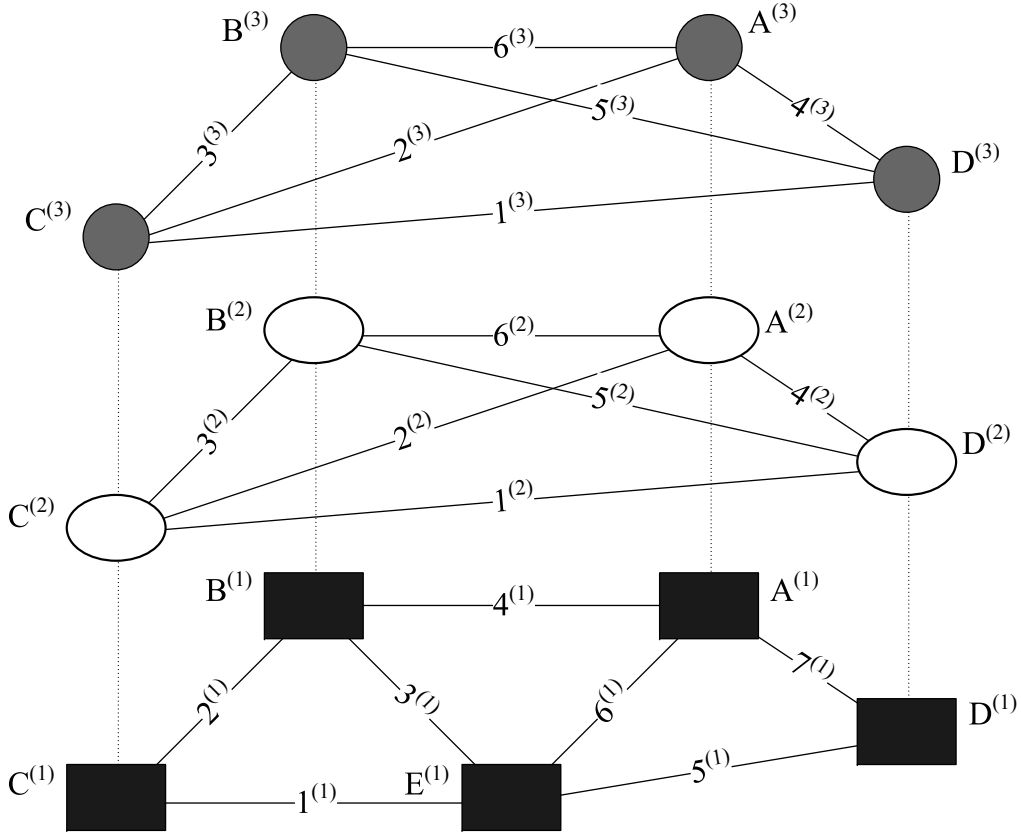 B(3)
6(3)
A(3)
5(3)
4(3)
3(3)
2(3)
D(3)
C(3)
1(3)
B(2)
6(2)
A(2)
5(2)
4(2)
3(2)
2(2)
D(2)
C(2)
1(2)
B(1)
4(1)
A(1)
7(1)
2(1)
3(1)
6(1)
D(1)
C(1)
E(1)
5(1)
1(1)